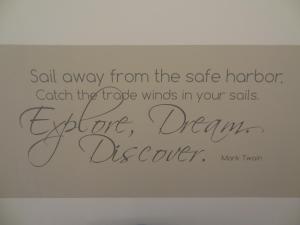 Sail away from the safe harbor.
Catch the trade winds in your sails.
Explore, Dream.
Discover. Mark Twain